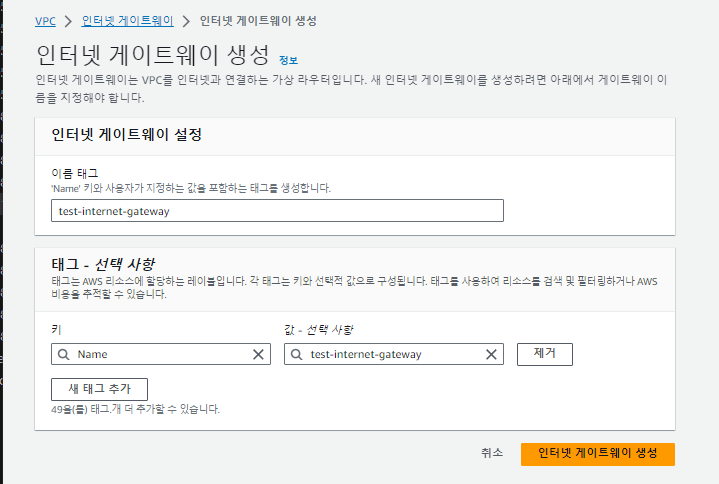 VPC > 인터넷 게이트웨이 > 인터넷 게이트웨이 생성
인터넷 게이트웨이 생성 정보
인터넷 게이트웨이는 VPC를 인터넷과 연결하는 가상 라우터입니다. 새 인터넷 게이트웨이를 생성하려면 아래에서 게이트웨이 이
름을 지정해야 합니다.
인터넷 게이트웨이 설정
이름 태그
'Name' 키와 사용자가 지정하는 값을 포함하는 태그를 생성합니다.
test-internet-gateway
태그 - 선택 사항
태그는 AWS 리소스에 할당하는 레이블입니다. 각 태그는 키와 선택적 값으로 구성됩니다. 태그를 사용하여 리소스를 검색 및 필터링하거나 AWS
비용을 추적할 수 있습니다.
키 값 - 선택 사항
Name test-internet-gateway 제거
새 태그 추가
49을(를) 태그.개 더 추가할 수 있습니다.
취소 인터넷 게이트웨이 생성